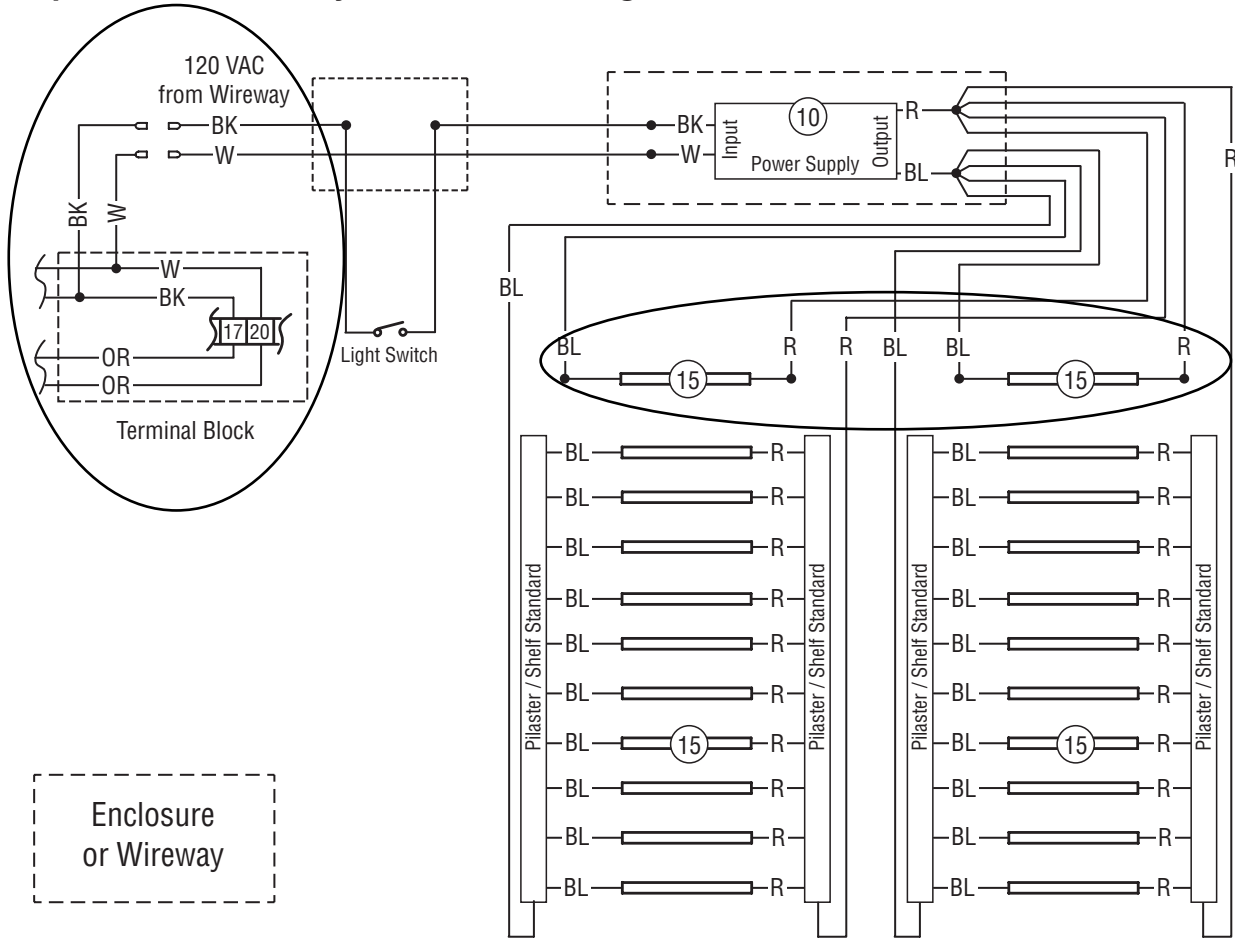 120 VAC
from Wireway
BK
W
BK
W
W
BK
17 20
OR
OR
Terminal Block
Light Switch
BK
W
Input
10
Power Supply
Output
R
BL
R
BL
BL
15
R
R
BL
BL
15
R
Pilaster / Shelf Standard
Pilaster / Shelf Standard
Pilaster / Shelf Standard
Pilaster / Shelf Standard
BL R BL R
BL R BL R
BL R BL R
BL R BL R
BL R BL R
BL R BL R
BL 15 R BL 15 R
BL R BL R
BL R BL R
BL R BL R
Enclosure
or Wireway